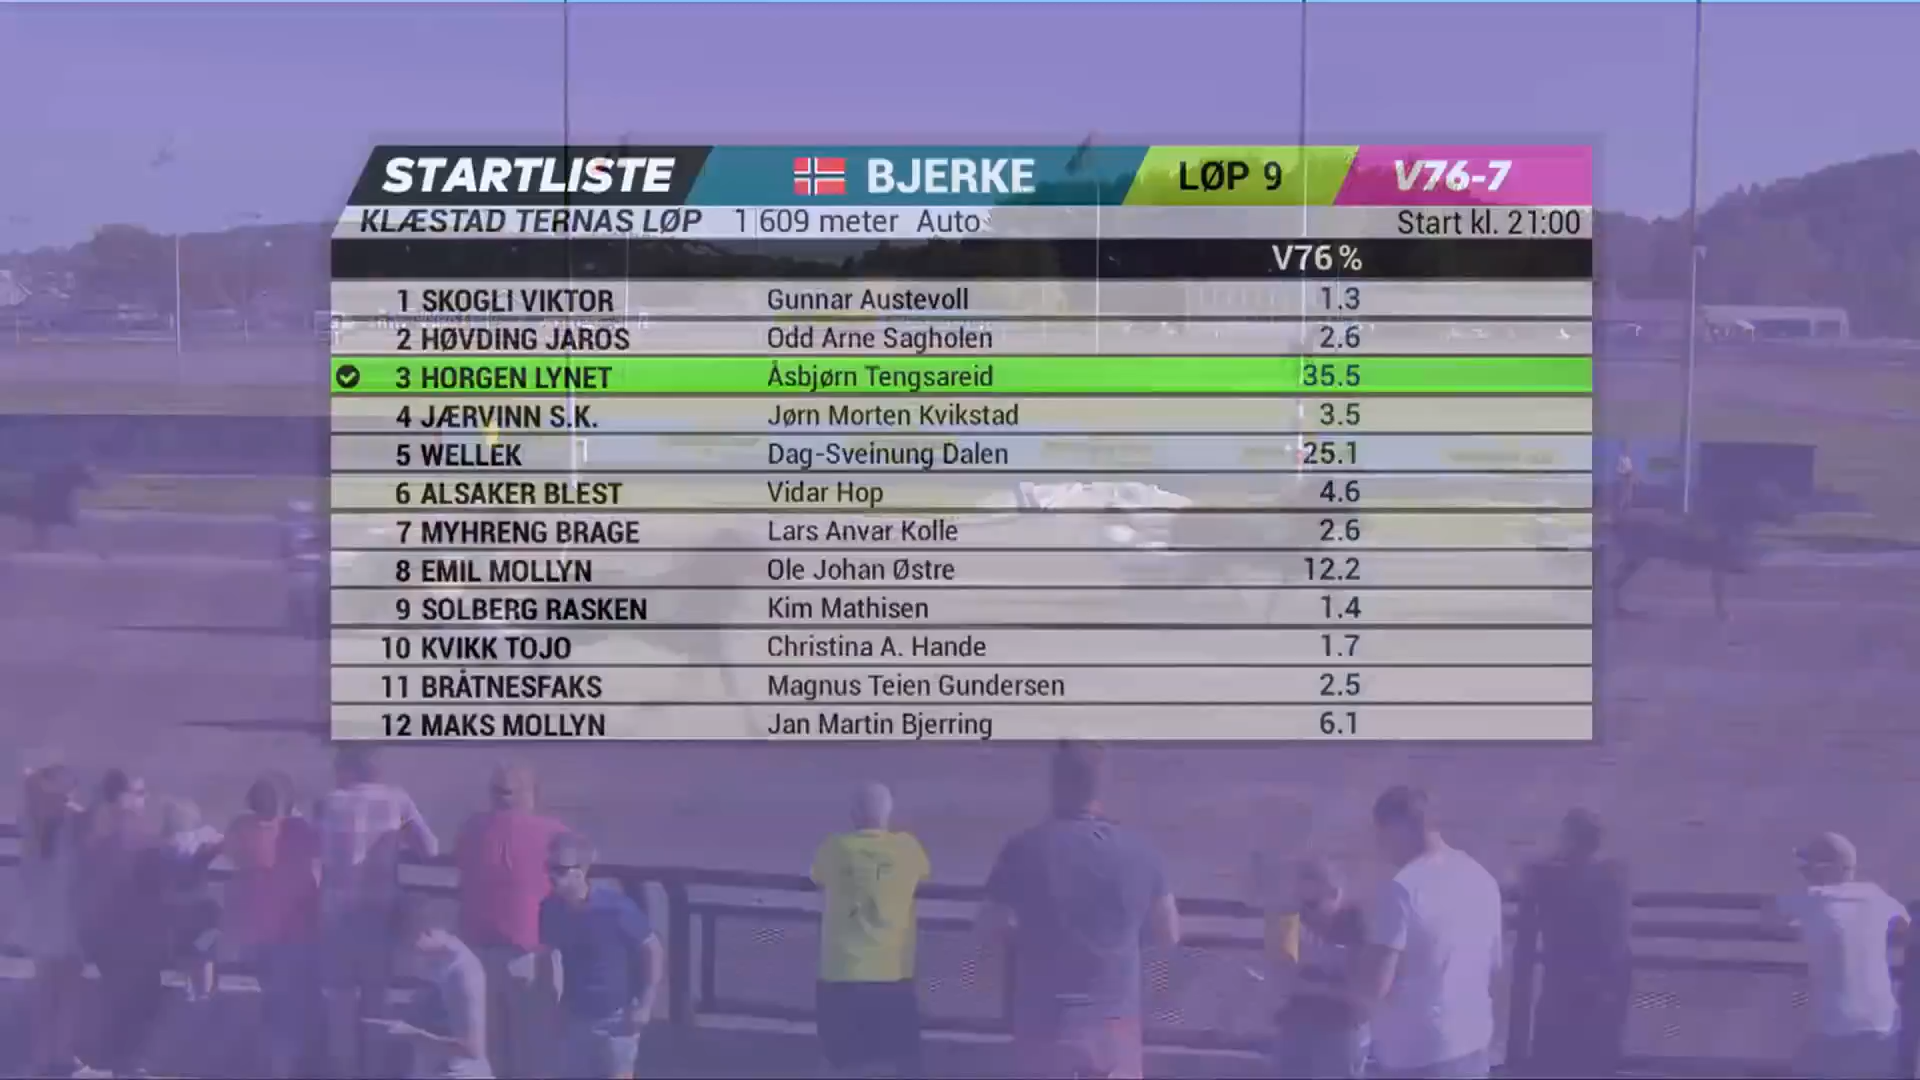 STARTLISTE BJERKE LØP 9 V76-7
KLÆSTAD TERNAS LØP 1 609 meter Auto Start kl. 21:00
V76 %
1 SKOGLI VIKTOR Gunnar Austevoll 1.3
2 HØVDING JAROS Odd Arne Sagholen 2.6
3 HORGEN LYNET Åsbjørn Tengsareid 35.5
4 JÆRVINN S.K. Jørn Morten Kvikstad 3.5
5 WELLEK Dag-Sveinung Dalen 25.1
6 ALSAKER BLEST Vidar Hop 4.6
7 MYHRENG BRAGE Lars Anvar Kolle 2.6
8 EMIL MOLLYN Ole Johan Østre 12.2
9 SOLBERG RASKEN Kim Mathisen 1.4
10 KVIKK TOJO Christina A. Hande 1.7
11 BRÅTNESFAKS Magnus Teien Gundersen 2.5
12 MAKS MOLLYN Jan Martin Bjerring 6.1